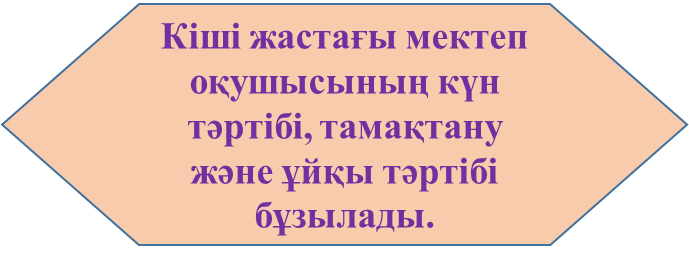 Кіші жастағы мектеп
оқушысының күн
тәртібі, тамақтану
және ұйқы тәртібі
бұзылады.